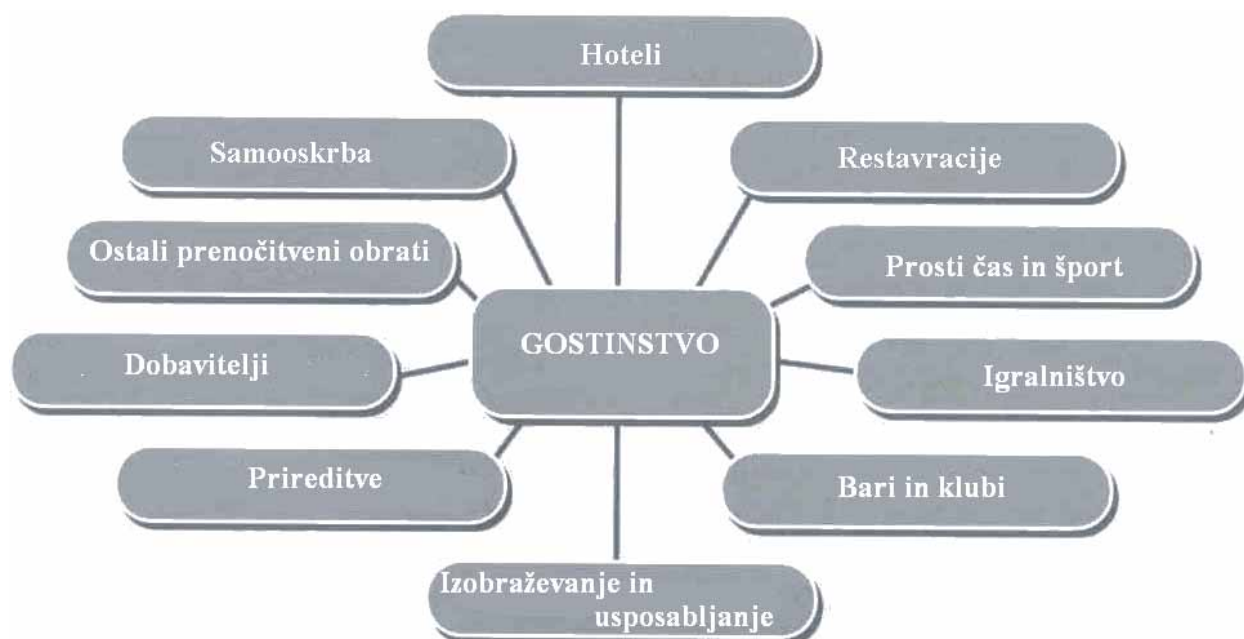 Hoteli
Samooskrba
Restavracije
Ostali prenočitveni obrati
Prosti čas in šport
GOSTINSTVO
Dobavitelji
Igralništvo
Prireditve
Bari in klubi
Izobraževanje in
usposabljanje